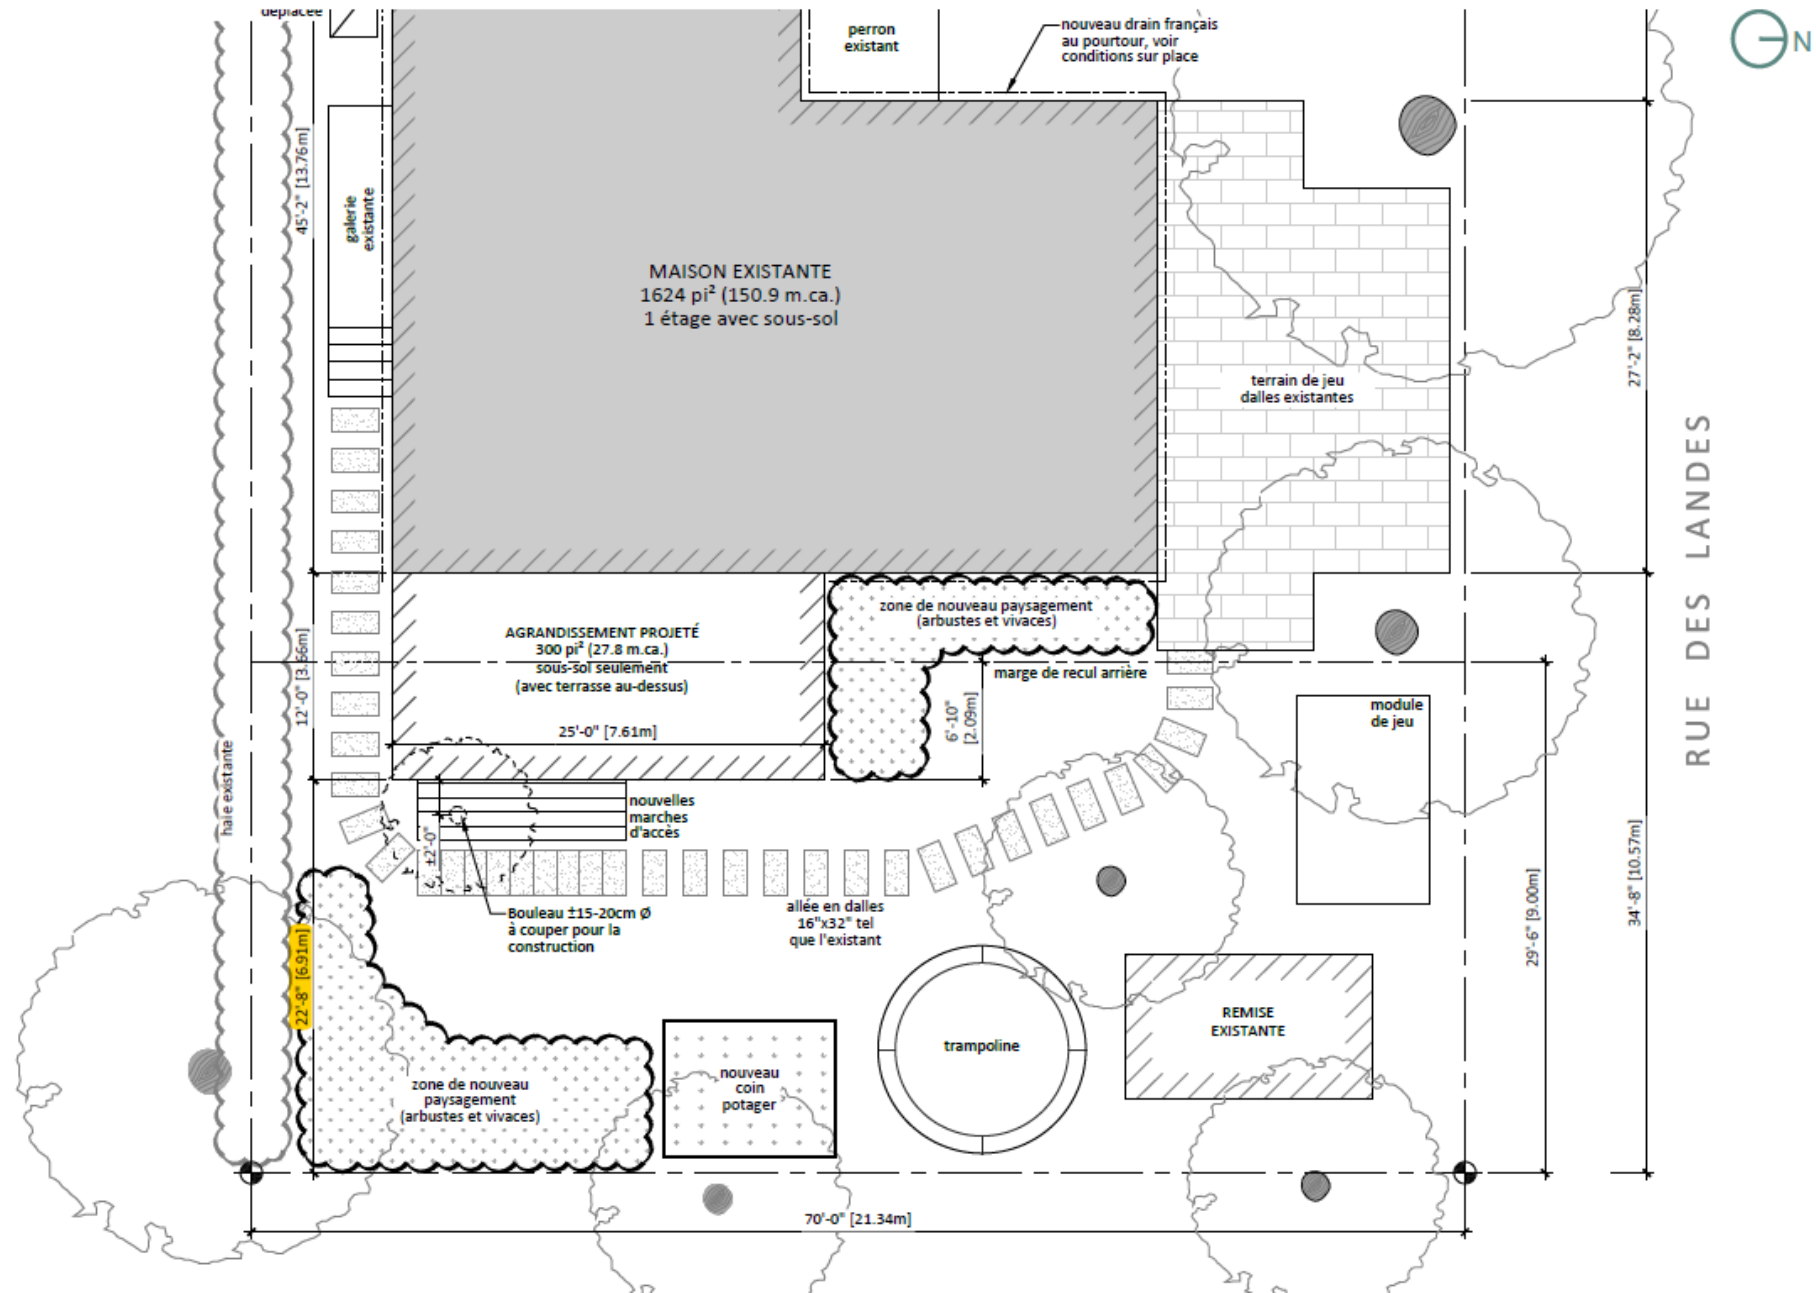 déplacée
perron
existant
nouveau drain français
au pourtour, voir
conditions sur place
N
45'-2" [13.76m]
galerie
existante
MAISON EXISTANTE
1624 pi² (150.9 m.ca.)
1 étage avec sous-sol
terrain de jeu
dalles existantes
27'-2" [8.28m]
RUE DES LANDES
12'-0" [3.66m]
AGRANDISSEMENT PROJETÉ
300 pi² (27.8 m.ca.)
sous-sol seulement
(avec terrasse au-dessus)
25'-0" [7.61m]
zone de nouveau paysagement
(arbustes et vivaces)
marge de recul arrière
6'-10"
[2.09m]
module
de jeu
haie existante
nouvelles
marches
d'accès
±2'-0"
Bouleau ±15-20cm Ø
à couper pour la
construction
allée en dalles
16"x32" tel
que l'existant
29'-6" [9.00m]
34'-8" [10.57m]
22'-8" [6.91m]
REMISE
EXISTANTE
trampoline
nouveau
coin
potager
zone de nouveau
paysagement
(arbustes et vivaces)
70'-0" [21.34m]